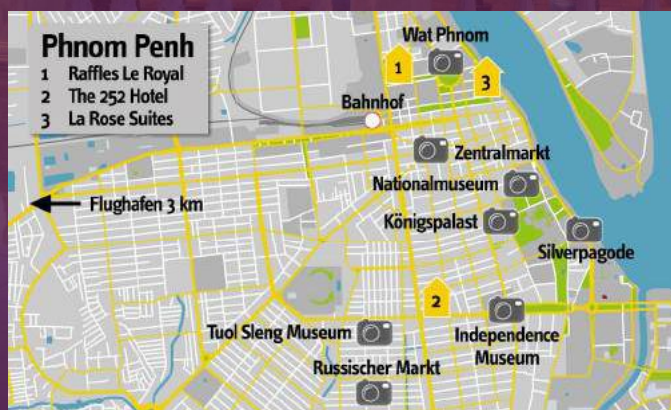 Phnom Penh
1 Raffles Le Royal
2 The 252 Hotel
3 La Rose Suites
Wat Phnom
1
3
Bahnhof
Zentralmarkt
Nationalmuseum
Flughafen 3 km
Königspalast
Silverpagode
2
Tuol Sleng Museum
Independence
Museum
Russischer Markt